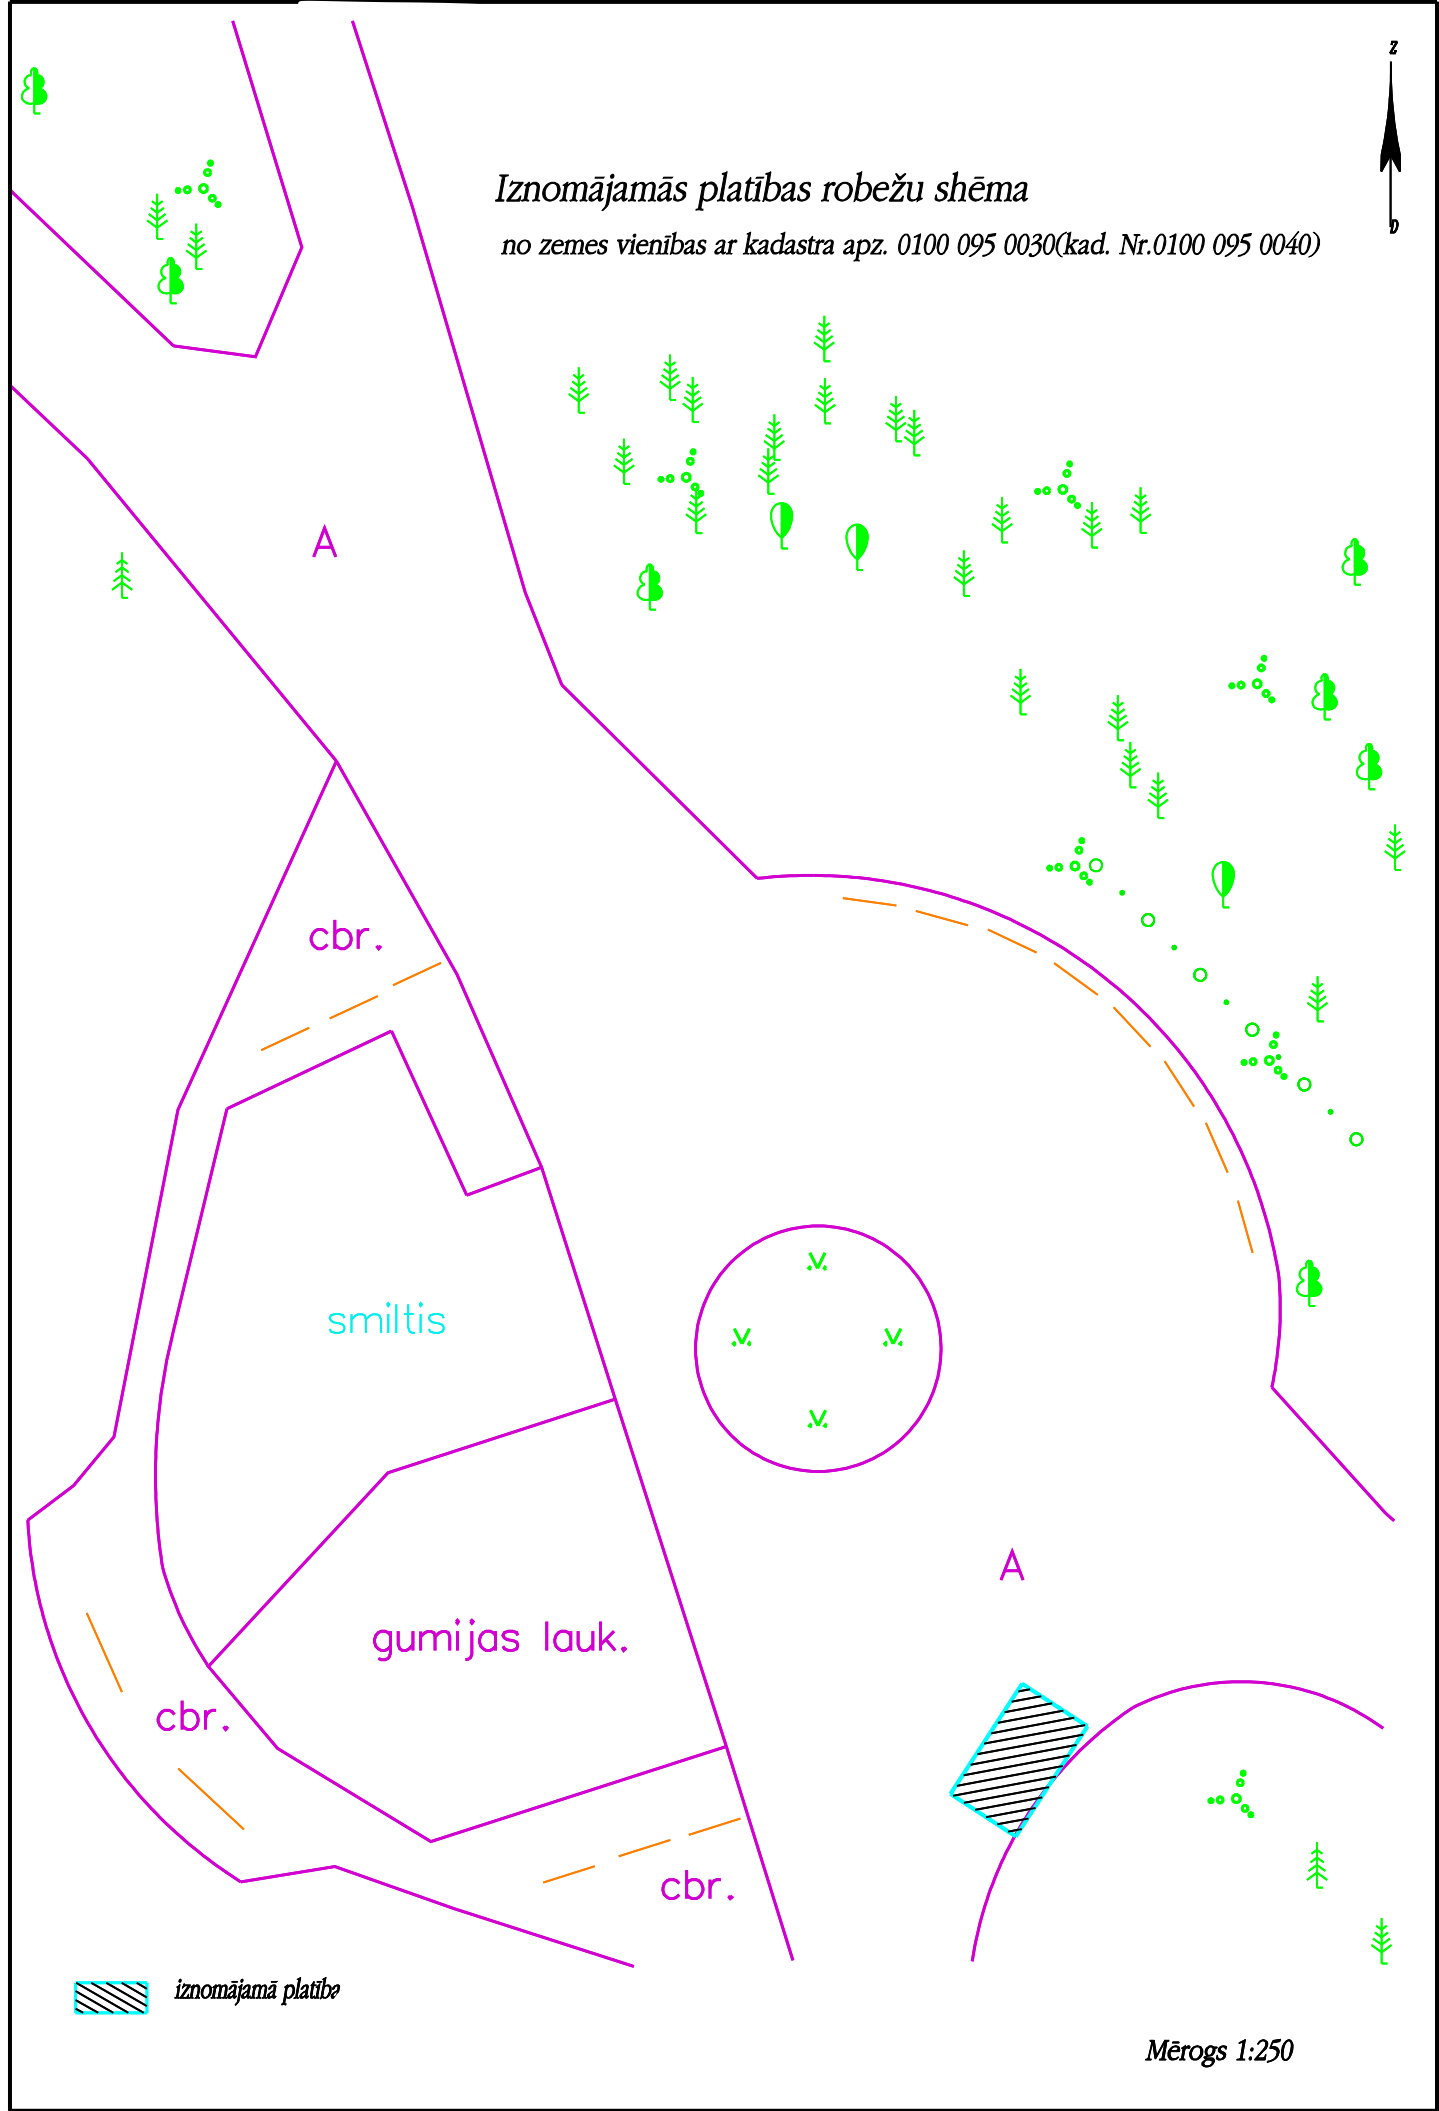 Z
Iznomājamās platības robežu shēma
D
no zemes vienības ar kadastra apz. 0100 095 0030(kad. Nr.0100 095 0040)
A
cbr.
smiltis
A
gumijas lauk.
cbr.
cbr.
iznomājamā platība
Mērogs 1:250